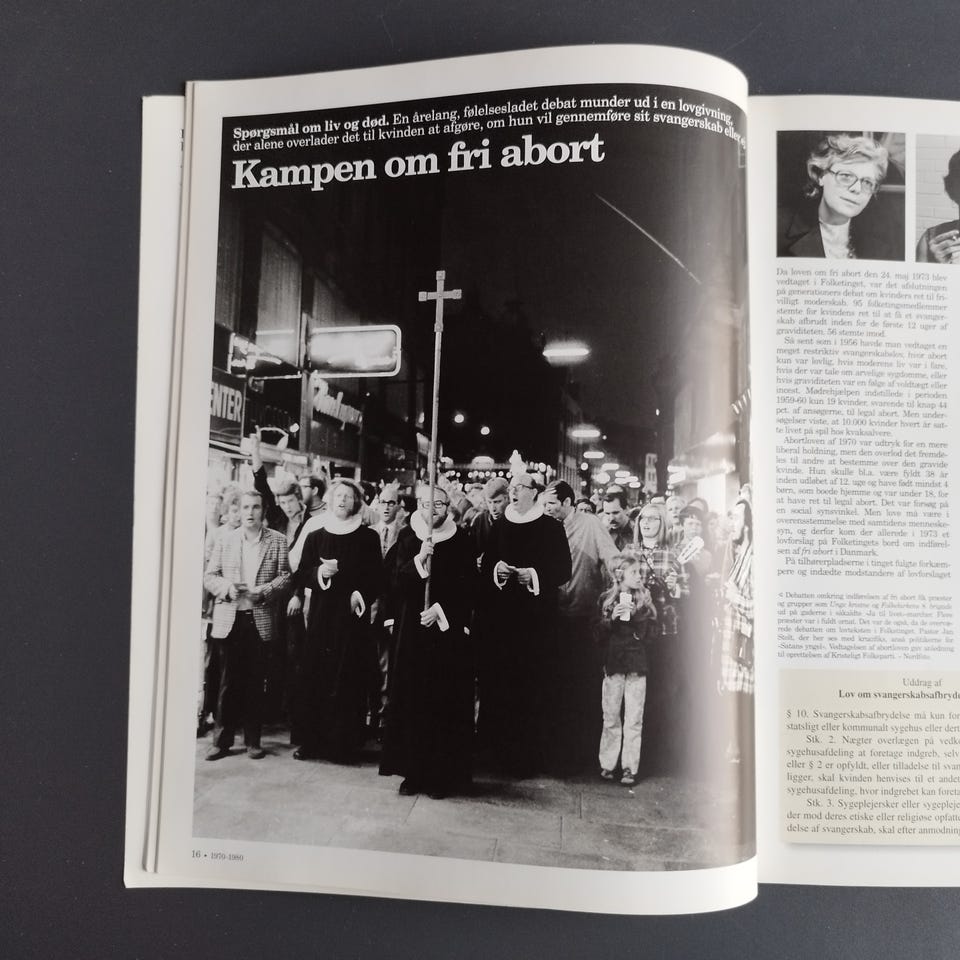 Spørgsmål om liv og død. En årelang, følelsesladet debat munder ud i en lovgivning,
der alene overlader det til kvinden at afgøre, om hun vil gennemføre sit svangerskab eller ej
Kampen om fri abort
ENTER
16 • 1970-1980
Da loven om fri abort den 24. maj 1973 blev
vedtaget i Folketinget, var det afslutningen
på generationers debat om kvinders ret til fri-
villigt moderskab. 95 folketingsmedlemmer
stemte for kvindens ret til at få et svanger-
skab afbrudt inden for de første 12 uger af
graviditeten. 56 stemte imod.
Så sent som i 1956 havde man vedtaget en
meget restriktiv svangerskabslov, hvor abort
kun var lovlig, hvis moderens liv var i fare,
hvis der var tale om arvelige sygdomme, eller
hvis graviditeten var en følge af voldtægt eller
incest. Mødrehjælpen indstillede i perioden
1959-60 kun 19 kvinder, svarende til knap 44
pct. af ansøgerne, til legal abort. Men under-
søgelser viste, at 10.000 kvinder hvert år sat-
te livet på spil hos kvaksalvere.
Abortloven af 1970 var udtryk for en mere
liberal holdning, men den overlod det fremde-
les til andre at bestemme over den gravide
kvinde. Hun skulle bl.a. være fyldt 38 år
inden udløbet af 12. uge og have født mindst 4
børn, som boede hjemme og var under 18, for
at have ret til legal abort. Det var forsøg på
en social synsvinkel. Men love må være i
overensstemmelse med samtidens menneske-
syn, og derfor kom der allerede i 1973 et
lovforslag på Folketingets bord om indførel-
sen af fri abort i Danmark.
På tilhørerpladserne i tinget fulgte forkæm-
pere og indædte modstandere af lovforslaget
< Debatten omkring indførelsen af fri abort fik præster
og grupper som Unge kristne og Folkekirkens brigade
ud på gaderne i såkaldte »Ja til livet«-marcher. Flere
præster var i fuldt ornat. Det var de også, da de overvæ-
rede debatten om lovteksten i Folketinget. Pastor Jan
Stolt, der her ses med krucifiks, anså politikerne for
»Satans yngel«. Vedtagelsen af abortloven gav anledning
til oprettelsen af Kristeligt Folkeparti. – Nordfoto.
Uddrag af
Lov om svangerskabsafbryde
§ 10. Svangerskabsafbrydelse må kun for
statsligt eller kommunalt sygehus eller dert
Stk. 2. Nægter overlægen på vedk
sygehusafdeling at foretage indgreb, selv
eller § 2 er opfyldt, eller tilladelse til svan
ligger, skal kvinden henvises til et andet
sygehusafdeling, hvor indgrebet kan foreta
Stk. 3. Sygeplejersker eller sygepleje
der mod deres etiske eller religiøse opfatt
delse af svangerskab, skal efter anmodning